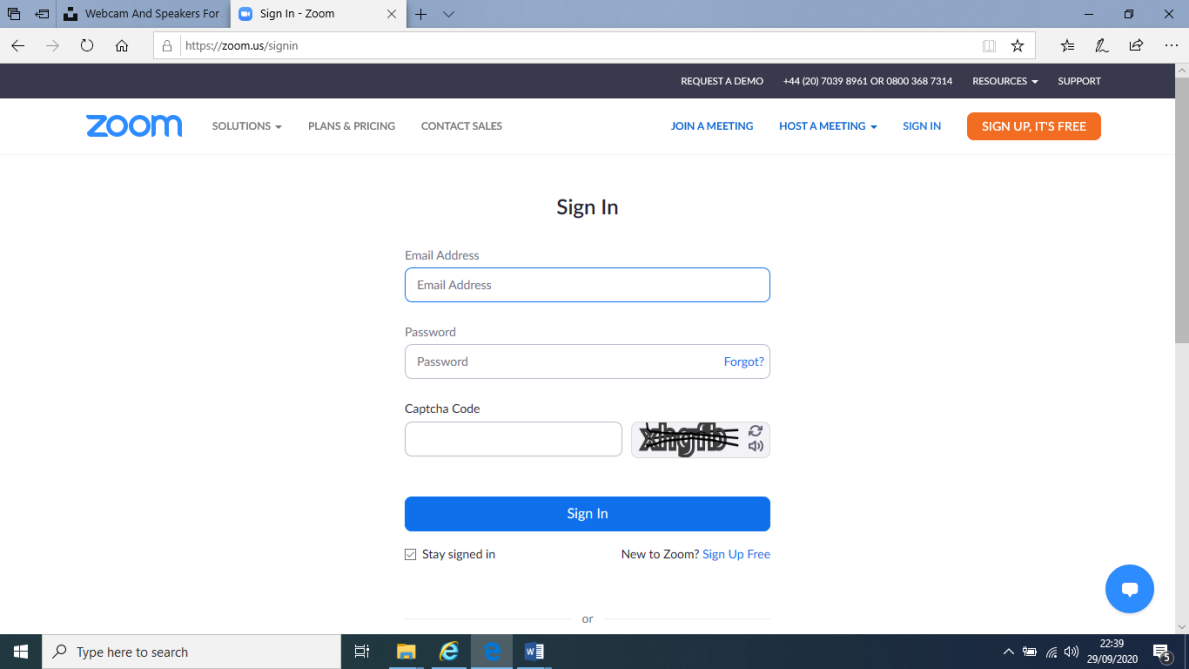 Webcam And Speakers For
Sign In - Zoom
https://zoom.us/signin
REQUEST A DEMO +44 (20) 7039 8961 OR 0800 368 7314 RESOURCES SUPPORT
zoom SOLUTIONS PLANS & PRICING CONTACT SALES JOIN A MEETING HOST A MEETING SIGN IN SIGN UP, IT'S FREE
Sign In
Email Address
Email Address
Password
Password Forgot?
Captcha Code
Sign In
Stay signed in New to Zoom? Sign Up Free
or
Type here to search
22:39
29/09/2020
5